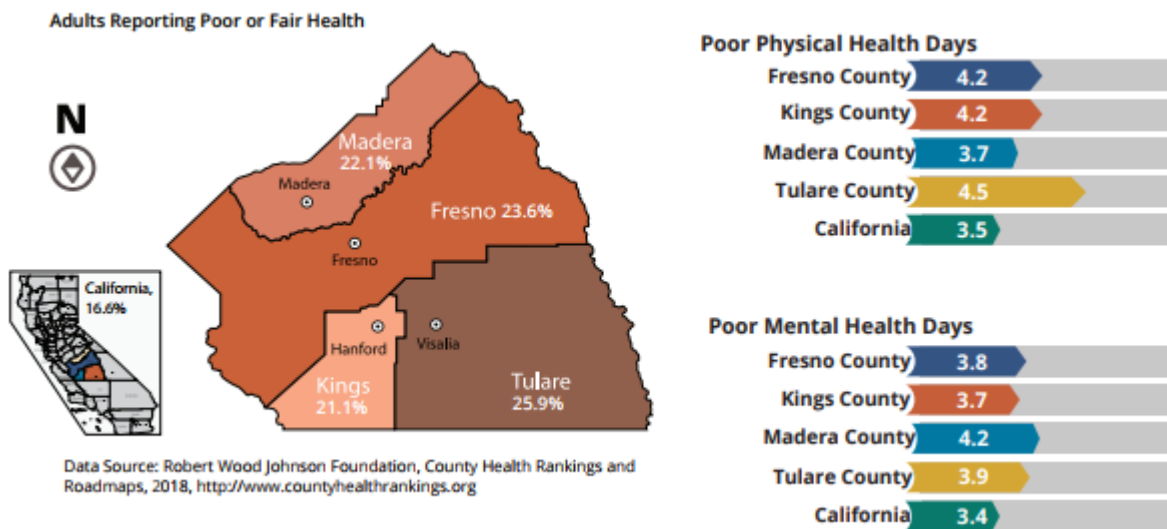 Adults Reporting Poor or Fair Health
N
Madera
22.1%
Madera
Fresno 23.6%
Fresno
California,
16.6%
Hanford
Visalia
Kings
21.1%
Tulare
25.9%
Data Source: Robert Wood Johnson Foundation, County Health Rankings and
Roadmaps, 2018, http://www.countyhealthrankings.org
Poor Physical Health Days
Fresno County 4.2
Kings County 4.2
Madera County 3.7
Tulare County 4.5
California 3.5
Poor Mental Health Days
Fresno County 3.8
Kings County 3.7
Madera County 4.2
Tulare County 3.9
California 3.4